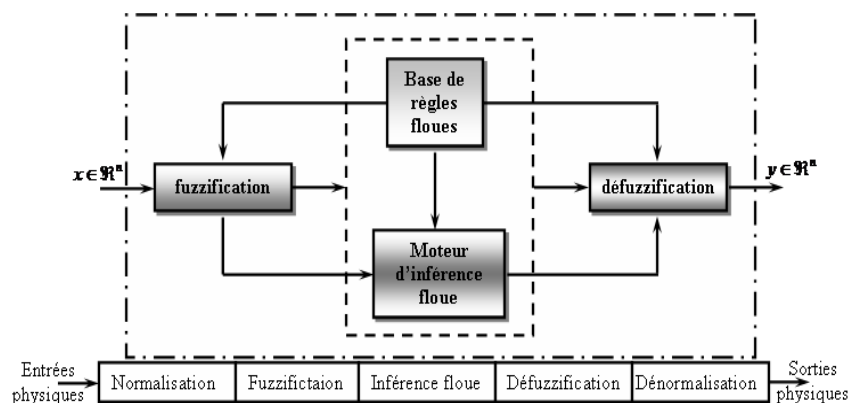 Base de
règles
floues
x∈ℜⁿ
fuzzification
défuzzification
y∈ℜⁿ
Moteur
d'inférence
floue
Entrées
physiques
Normalisation
Fuzzifictaion
Inférence floue
Défuzzification
Dénormalisation
Sorties
physiques